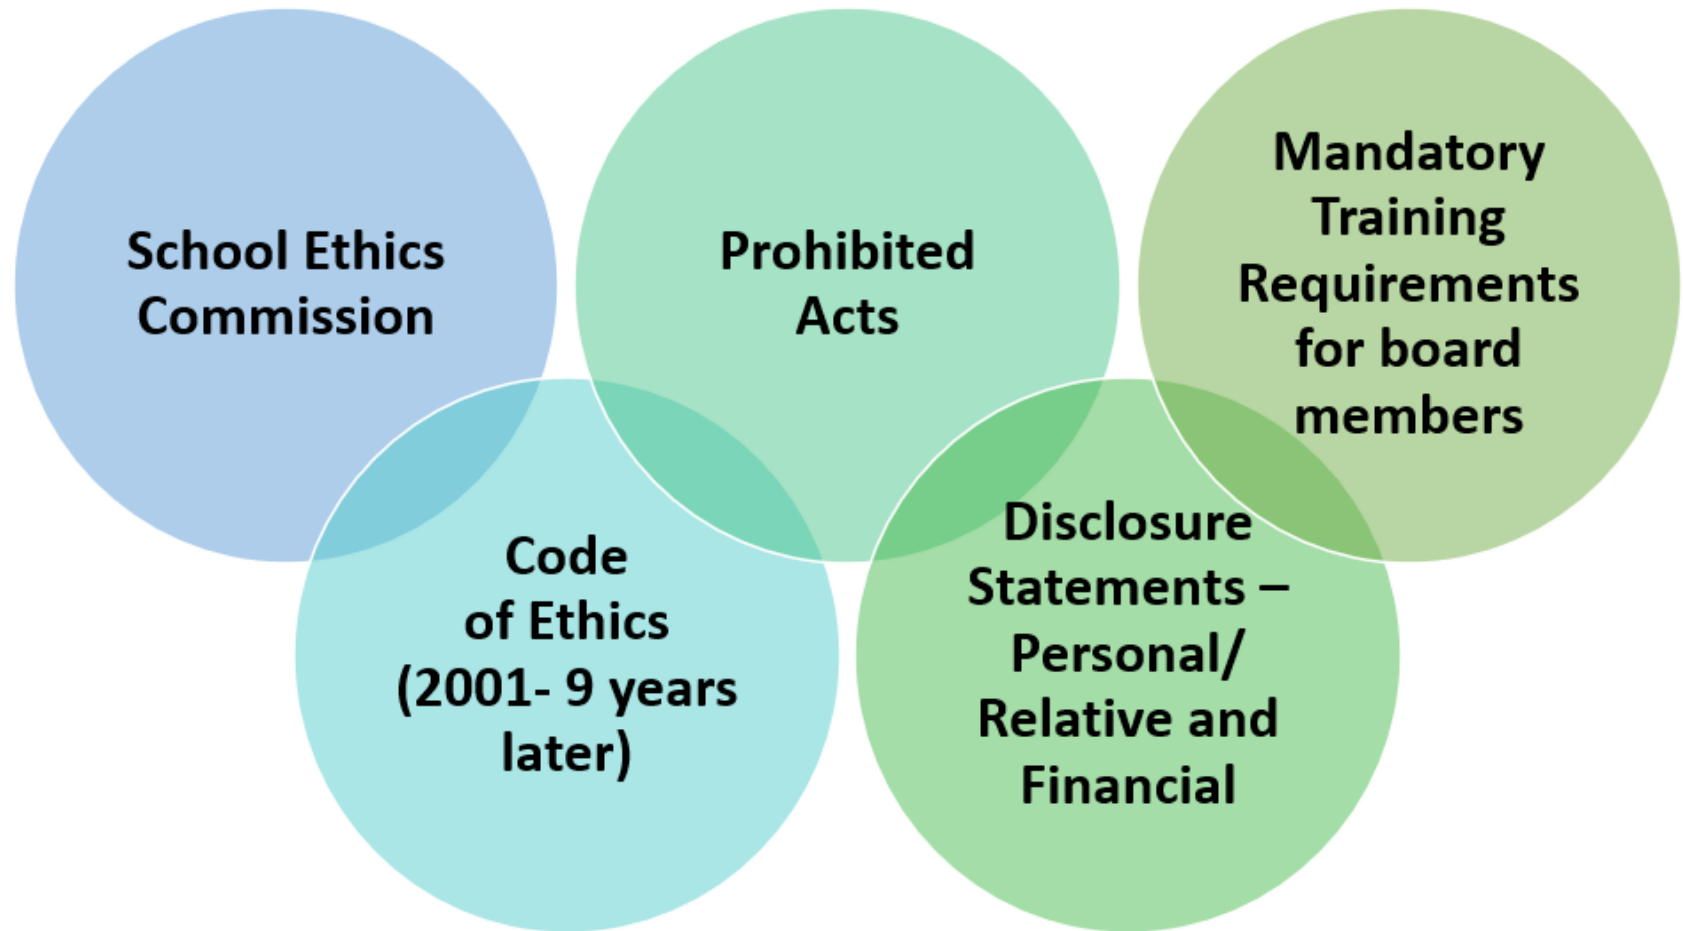 School Ethics
Commission
Code
of Ethics
(2001- 9 years
later)
Prohibited
Acts
Disclosure
Statements –
Personal/
Relative and
Financial
Mandatory
Training
Requirements
for board
members